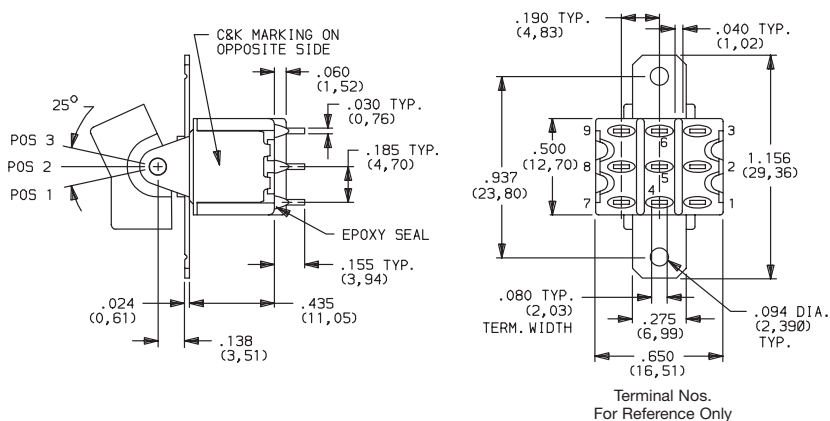 C&K MARKING ON
OPPOSITE SIDE
.060
(1,52)
.030 TYP.
(0,76)
25°
POS 3
POS 2
POS 1
.185 TYP.
(4,70)
EPOXY SEAL
.155 TYP.
(3,94)
.024
(0,61)
.435
(11,05)
.138
(3,51)
.190 TYP.
(4,83)
.040 TYP.
(1,02)
9
6
3
.500
(12,70)
8
5
2
1.156
(29,36)
.937
(23,80)
7
4
1
.080 TYP.
(2,03)
TERM. WIDTH
.275
(6,99)
.094 DIA.
(2,390)
TYP.
.650
(16,51)
Terminal Nos.
For Reference Only